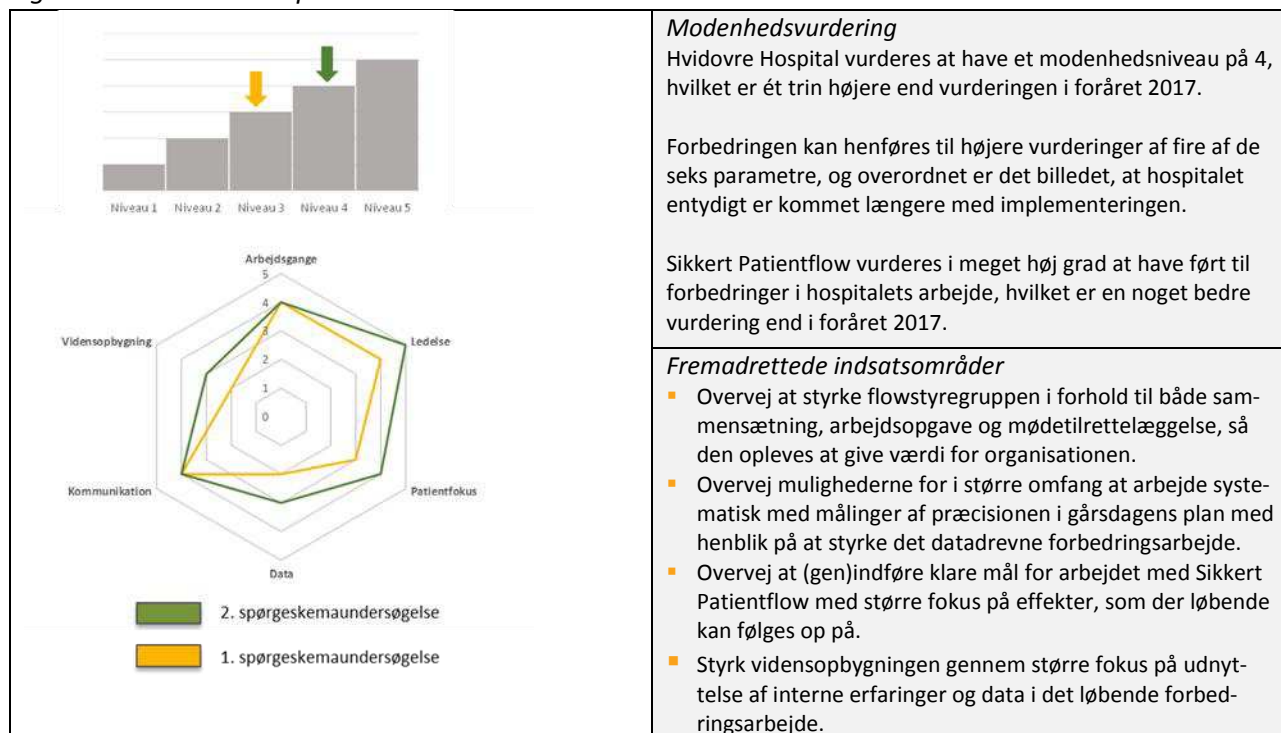 Niveau 1 Niveau 2 Niveau 3 Niveau 4 Niveau 5
Arbejdsgange
5
4
3
2
1
0
Vidensopbygning
Ledelse
Kommunikation
Patientfokus
Data
2. spørgeskemaundersøgelse
1. spørgeskemaundersøgelse
Modenhedsvurdering
Hvidovre Hospital vurderes at have et modenhedsniveau på 4,
hvilket er ét trin højere end vurderingen i foråret 2017.
Forbedringen kan henføres til højere vurderinger af fire af de
seks parametre, og overordnet er det billedet, at hospitalet
entydigt er kommet længere med implementeringen.
Sikkert Patientflow vurderes i meget høj grad at have ført til
forbedringer i hospitalets arbejde, hvilket er en noget bedre
vurdering end i foråret 2017.
Fremadrettede indsatsområder
▪ Overvej at styrke flowstyregruppen i forhold til både sam-
mensætning, arbejdsopgave og mødetilrettelæggelse, så
den opleves at give værdi for organisationen.
▪ Overvej mulighederne for i større omfang at arbejde syste-
matisk med målinger af præcisionen i gårsdagens plan med
henblik på at styrke det datadrevne forbedringsarbejde.
▪ Overvej at (gen)indføre klare mål for arbejdet med Sikkert
Patientflow med større fokus på effekter, som der løbende
kan følges op på.
▪ Styrk vidensopbygningen gennem større fokus på udnyt-
telse af interne erfaringer og data i det løbende forbed-
ringsarbejde.